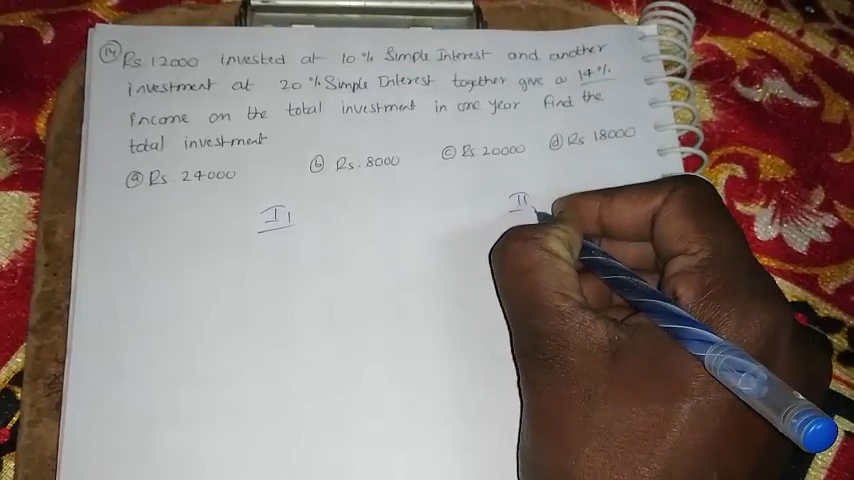 14 Rs. 12000 invested at 10% Simple Interest and another
investment at 20% Simple Interest together give a 14%
income on the total investment in one year Find the
total investment
a Rs. 24000 b Rs. 8000 c Rs. 20000 d Rs 18000
I II